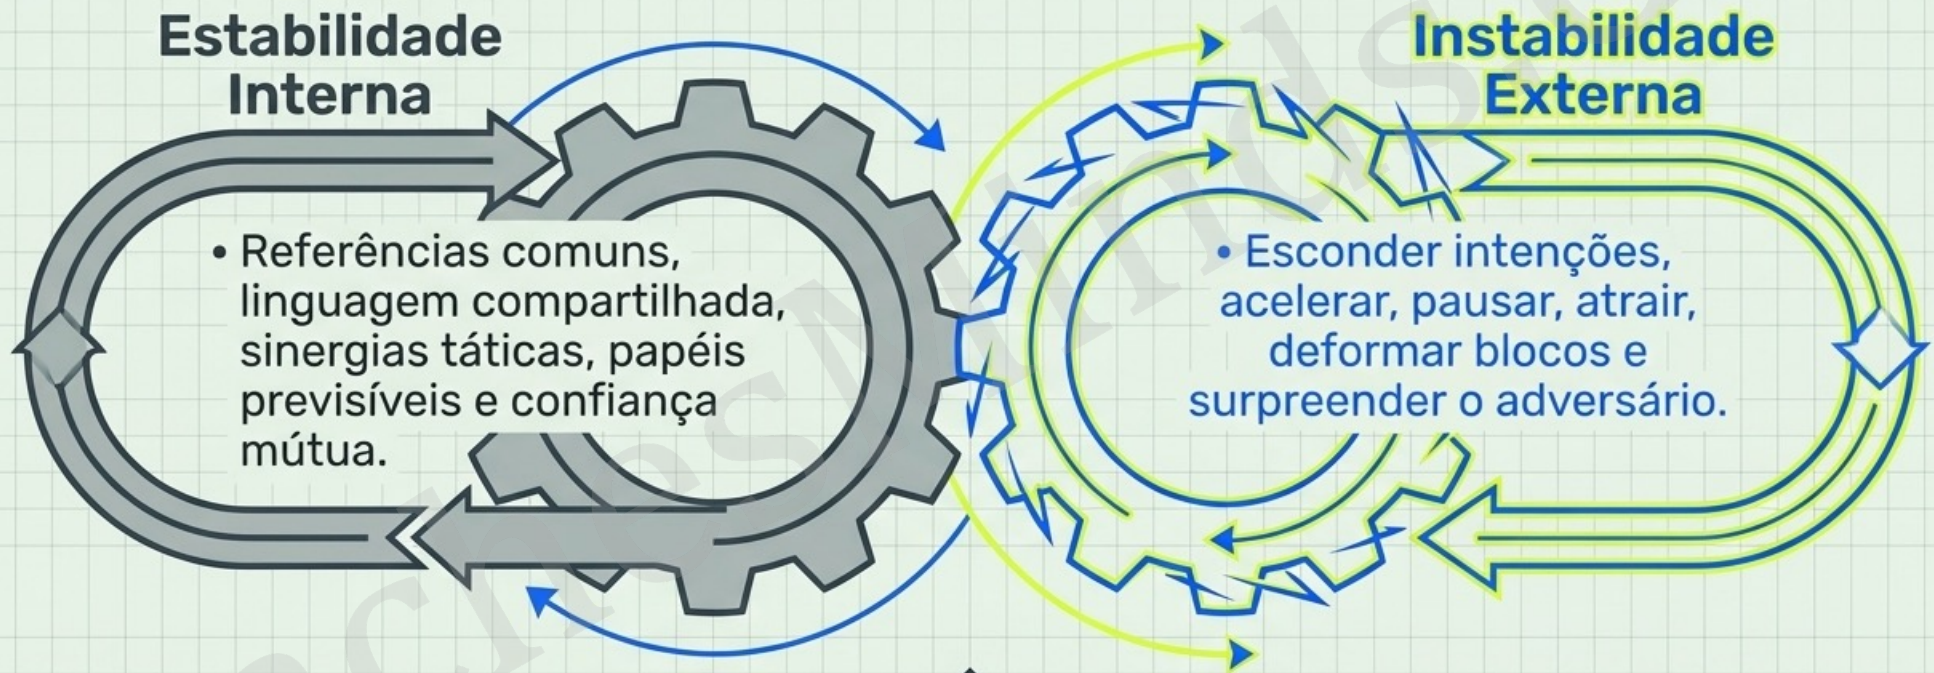 Estabilidade
Interna
• Referências comuns,
linguagem compartilhada,
sinergias táticas, papéis
previsíveis e confiança
mútua.
Instabilidade
Externa
• Esconder intenções,
acelerar, pausar, atrair,
deformar blocos e
surpreender o adversário.